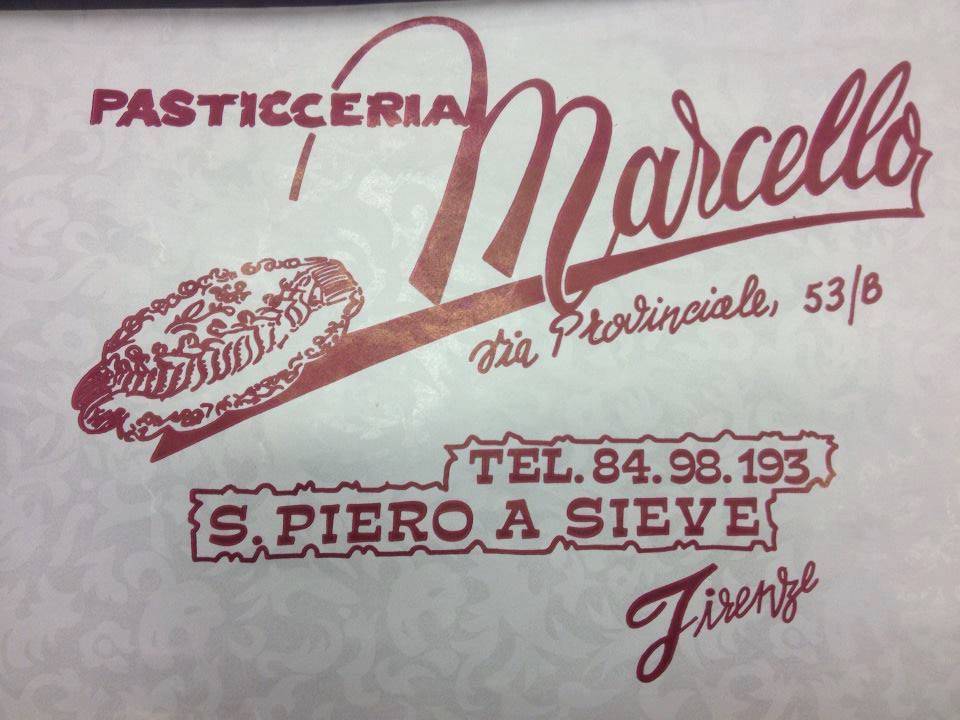 PASTICCERIA
Marcello
Via Provinciale, 53/B
TEL. 84.98.193
S. PIERO A SIEVE
Firenze